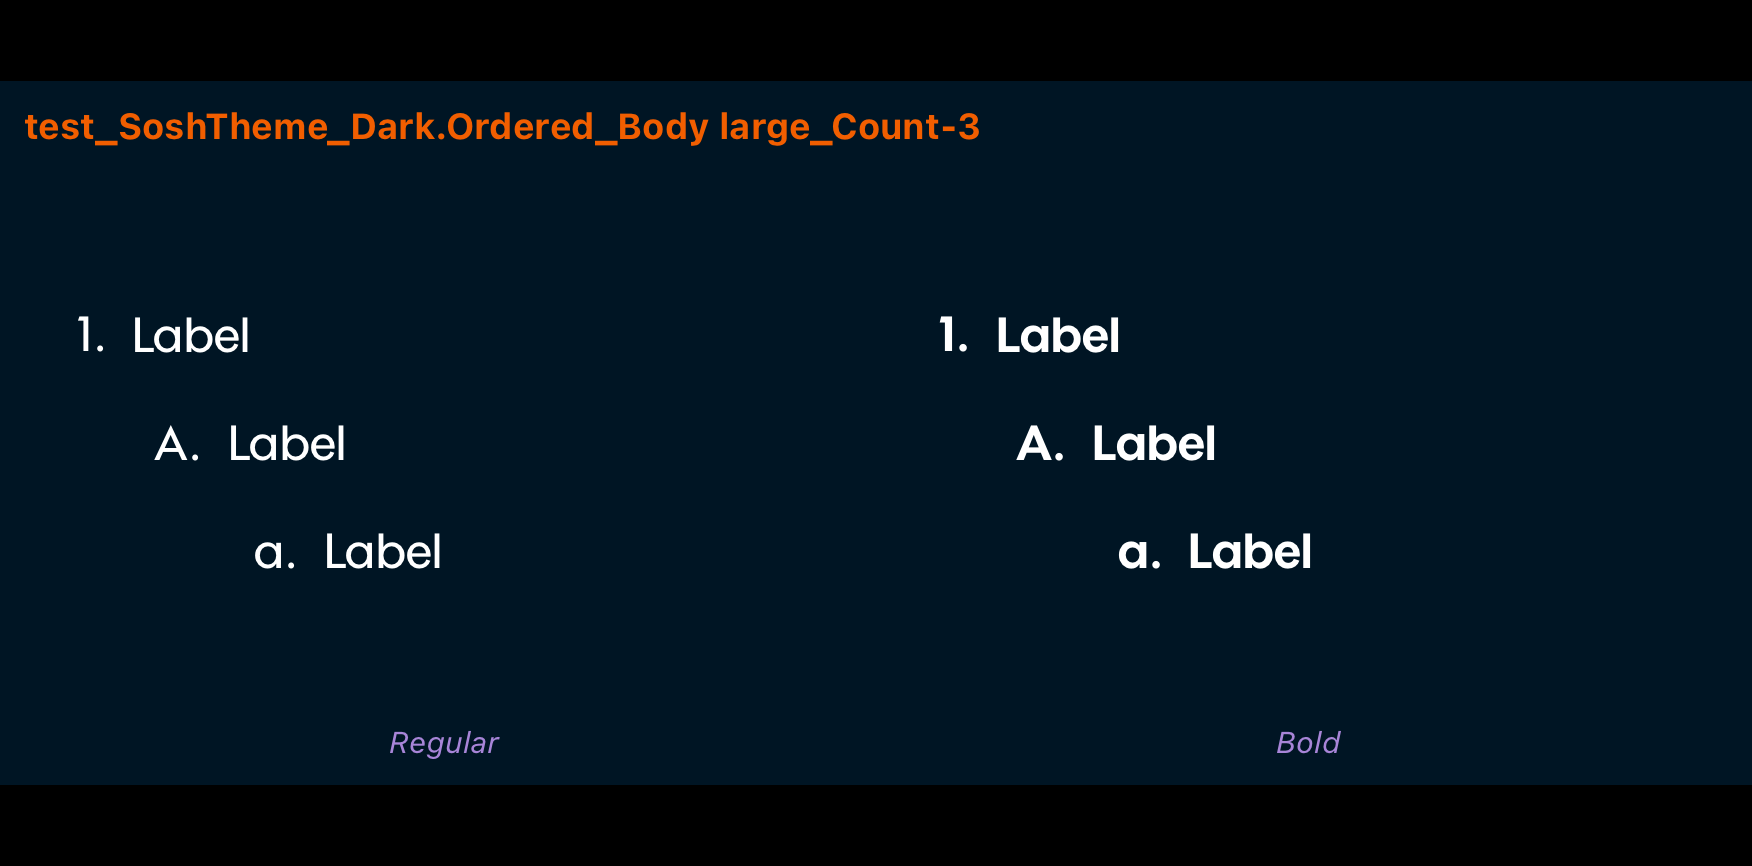 test_SoshTheme_Dark.Ordered_Body large_Count-3
1. Label
A. Label
a. Label
Regular
1. Label
A. Label
a. Label
Bold